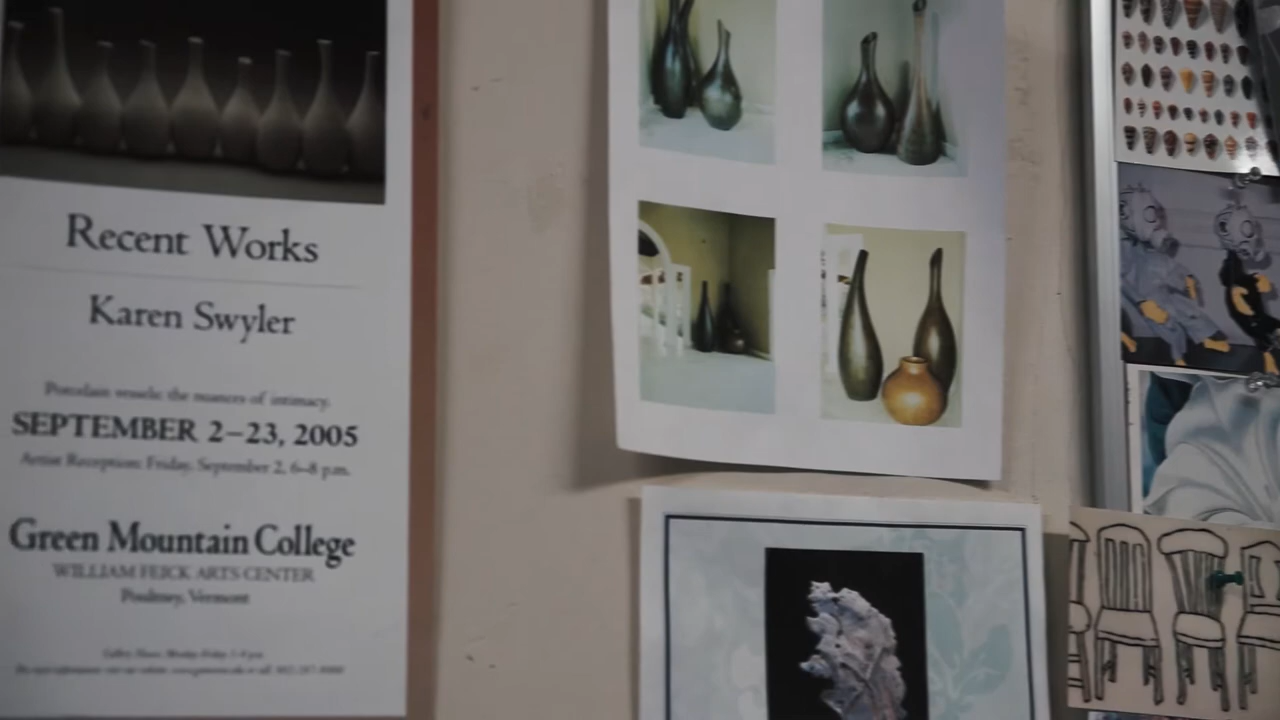 Recent Works
Karen Swyler
Porcelain vessels: the nuances of intimacy.
SEPTEMBER 2–23, 2005
Artist Reception: Friday, September 2, 6–8 p.m.
Green Mountain College
WILLIAM FEICK ARTS CENTER
Poultney, Vermont